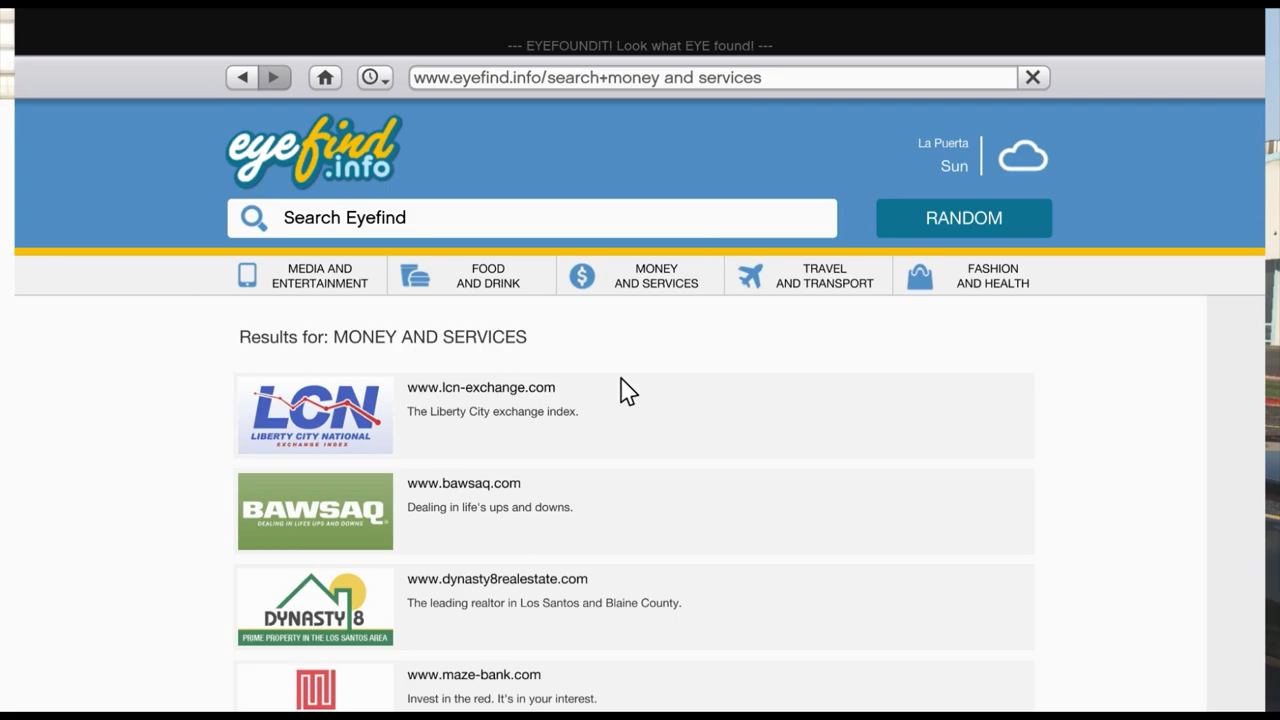 --- EYEFOUNDIT! Look what EYE found! ---
www.eyefind.info/search+money and services
eyefind
.info
La Puerta
Sun
Search Eyefind
RANDOM
MEDIA AND
ENTERTAINMENT
FOOD
AND DRINK
MONEY
AND SERVICES
TRAVEL
AND TRANSPORT
FASHION
AND HEALTH
Results for: MONEY AND SERVICES
LCN
LIBERTY CITY NATIONAL
EXCHANGE INDEX
www.lcn-exchange.com
The Liberty City exchange index.
BAWSAQ
DEALING IN LIFES UPS AND DOWNS
www.bawsaq.com
Dealing in life's ups and downs.
DYNASTY 8
PRIME PROPERTY IN THE LOS SANTOS AREA
www.dynasty8realestate.com
The leading realtor in Los Santos and Blaine County.
www.maze-bank.com
Invest in the red. It's in your interest.